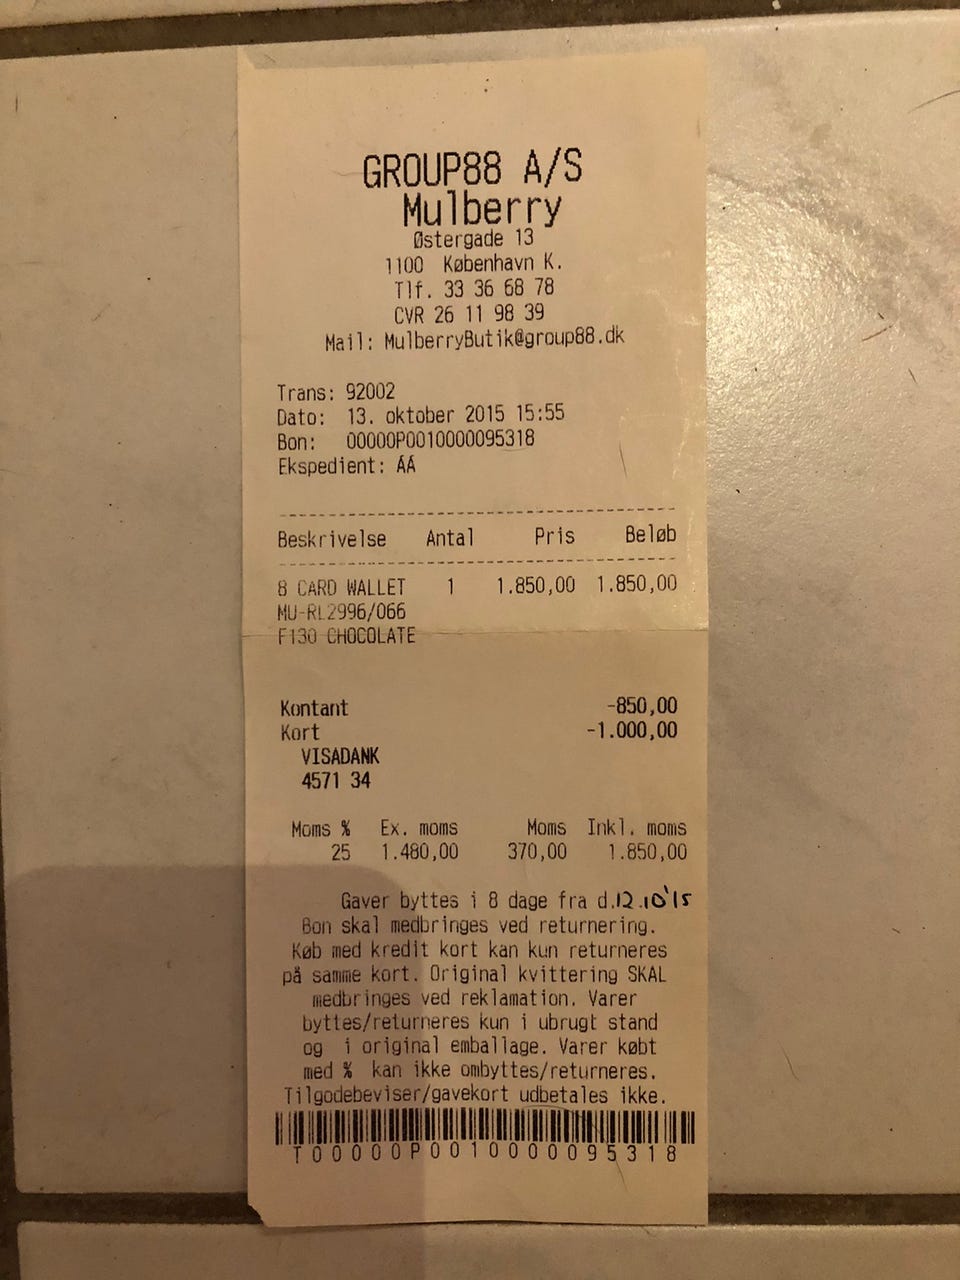 GROUP88 A/S
Mulberry
Østergade 13
1100 København K.
Tlf. 33 36 68 78
CVR 26 11 98 39
Mail: MulberryButik@group88.dk
Trans: 92002
Dato: 13. oktober 2015 15:55
Bon: 00000P0010000095318
Ekspedient: ÁÁ
Beskrivelse Antal Pris Beløb
8 CARD WALLET 1 1.850,00 1.850,00
MU-RL2996/066
F130 CHOCOLATE
Kontant -850,00
Kort -1.000,00
VISADANK
4571 34
Moms % Ex. moms Moms Inkl. moms
25 1.480,00 370,00 1.850,00
Gaver byttes i 8 dage fra d.12.10'15
Bon skal medbringes ved returnering.
Køb med kredit kort kan kun returneres
på samme kort. Original kvittering SKAL
medbringes ved reklamation. Varer
byttes/returneres kun i ubrugt stand
og i original emballage. Varer købt
med % kan ikke ombyttes/returneres.
Tilgodebeviser/gavekort udbetales ikke.
T00000P0010000095318